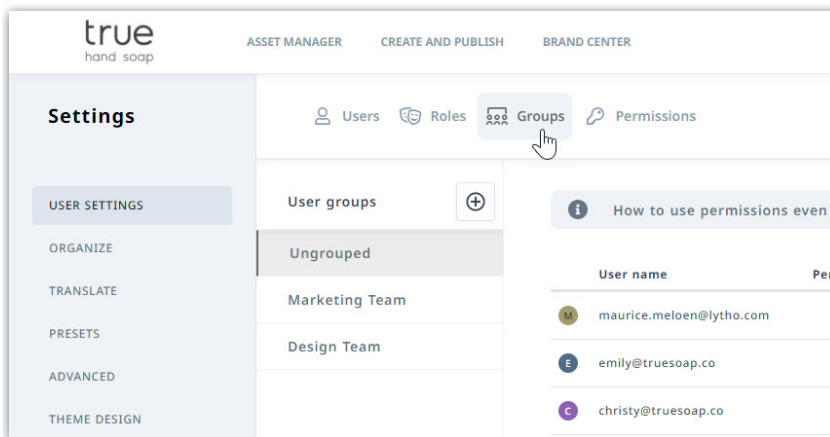 true
hand soap
ASSET MANAGER CREATE AND PUBLISH BRAND CENTER
Settings
Users Roles Groups Permissions
USER SETTINGS
ORGANIZE
TRANSLATE
PRESETS
ADVANCED
THEME DESIGN
User groups
Ungrouped
Marketing Team
Design Team
How to use permissions even
User name Per
M maurice.meloen@lytho.com
E emily@truesoap.co
C christy@truesoap.co